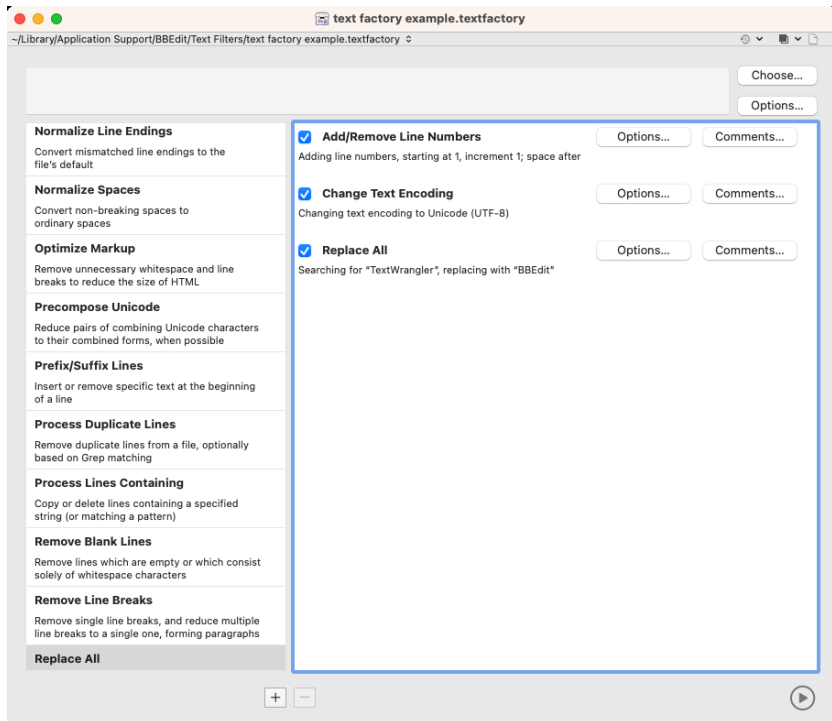 text factory example.textfactory
~/Library/Application Support/BBEdit/Text Filters/text factory example.textfactory
Choose...
Options...
Normalize Line Endings
Convert mismatched line endings to the
file's default
Normalize Spaces
Convert non-breaking spaces to
ordinary spaces
Optimize Markup
Remove unnecessary whitespace and line
breaks to reduce the size of HTML
Precompose Unicode
Reduce pairs of combining Unicode characters
to their combined forms, when possible
Prefix/Suffix Lines
Insert or remove specific text at the beginning
of a line
Process Duplicate Lines
Remove duplicate lines from a file, optionally
based on Grep matching
Process Lines Containing
Copy or delete lines containing a specified
string (or matching a pattern)
Remove Blank Lines
Remove lines which are empty or which consist
solely of whitespace characters
Remove Line Breaks
Remove single line breaks, and reduce multiple
line breaks to a single one, forming paragraphs
Replace All
Add/Remove Line Numbers Options... Comments...
Adding line numbers, starting at 1, increment 1; space after
Change Text Encoding Options... Comments...
Changing text encoding to Unicode (UTF-8)
Replace All Options... Comments...
Searching for “TextWrangler”, replacing with “BBEdit”